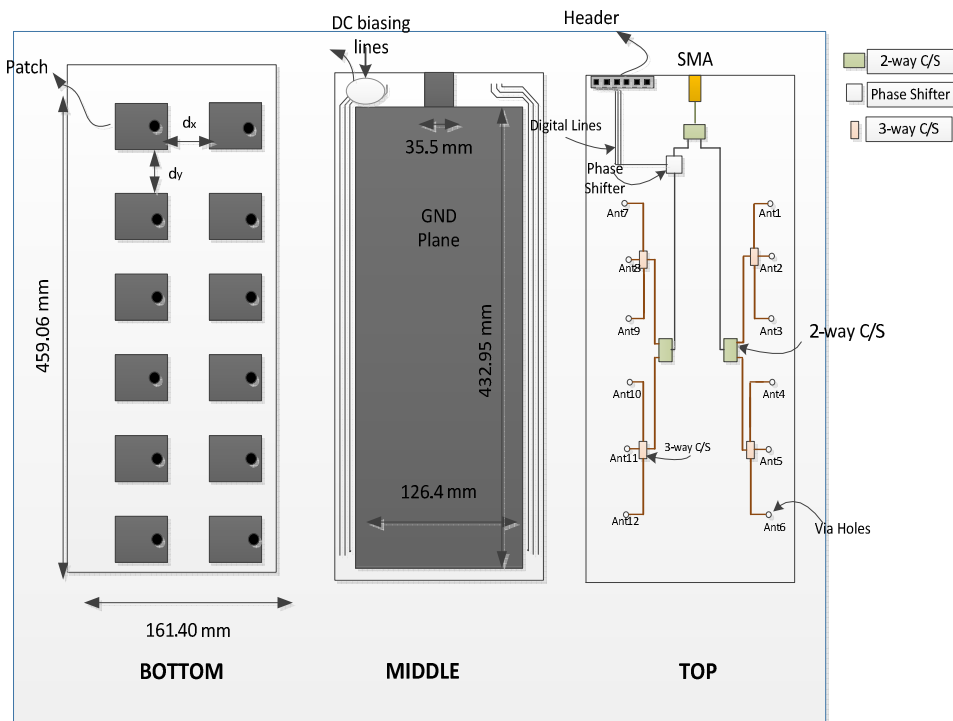 DC biasing
lines
Header
SMA
Patch
2-way C/S
Phase Shifter
3-way C/S
dx
dy
35.5 mm
GND
Plane
Digital Lines
Phase
Shifter
Ant7
Ant1
Ant8
Ant2
Ant9
Ant3
2-way C/S
459.06 mm
432.95 mm
Ant10
Ant4
Ant11
3-way C/S
Ant5
126.4 mm
Ant12
Ant6
Via Holes
161.40 mm
BOTTOM
MIDDLE
TOP